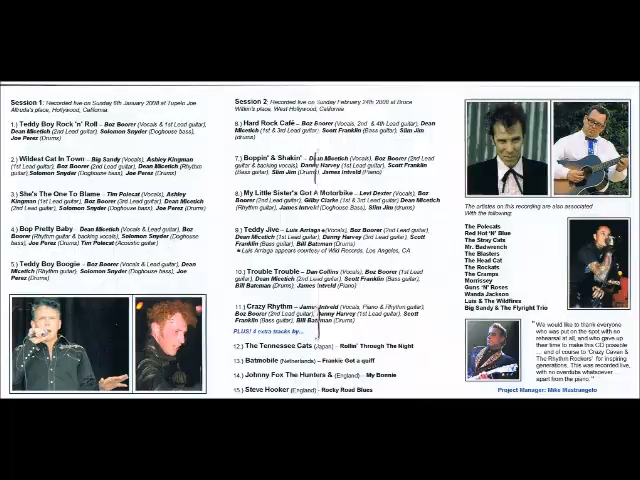 Session 1: Recorded live on Sunday 6th January 2008 at Tupelo Joe
Altruda's place, Hollywood, California
1.) Teddy Boy Rock 'n' Roll – Boz Boorer (Vocals & 1st Lead guitar),
Dean Micetich (2nd Lead guitar), Solomon Snyder (Doghouse bass),
Joe Perez (Drums)
2.) Wildest Cat In Town – Big Sandy (Vocals), Ashley Kingman
(1st Lead guitar), Boz Boorer (2nd Lead guitar), Dean Micetich (Rhythm
guitar), Solomon Snyder (Doghouse bass), Joe Perez (Drums)
3.) She's The One To Blame – Tim Polecat (Vocals), Ashley
Kingman (1st Lead guitar), Boz Boorer (3rd Lead guitar), Dean Micetich
(2nd Lead guitar), Solomon Snyder (Doghouse bass), Joe Perez (Drums)
4.) Bop Pretty Baby Dean Micetich (Vocals & Lead guitar), Boz
Boorer (Rhythm guitar & backing vocals), Solomon Snyder (Doghouse
bass), Joe Perez (Drums) Tim Polecat (Acoustic guitar)
5.) Teddy Boy Boogie – Boz Boorer (Vocals & Lead guitar), Dean
Micetich (Rhythm guitar), Solomon Snyder (Doghouse bass), Joe
Perez (Drums)
Session 2: Recorded live on Sunday February 24th 2008 at Bruce
Witkin's place, West Hollywood, California
6.) Hard Rock Café – Boz Boorer (Vocals, 2nd & 4th Lead guitar), Dean
Micetich (1st & 3rd Lead guitar), Scott Franklin (Bass guitar), Slim Jim
(drums)
7.) Boppin' & Shakin' – Dean Micetich (Vocals), Boz Boorer (2nd Lead
guitar & backing vocals), Danny Harvey (1st Lead guitar), Scott Franklin
(Bass guitar), Slim Jim (Drums), James Intveld (Piano)
8.) My Little Sister's Got A Motorbike – Levi Dexter (Vocals), Boz
Boorer (2nd Lead guitar), Gilby Clarke (1st & 3rd Lead guitar) Dean Micetich
(Rhythm guitar), James Intveld (Doghouse Bass), Slim Jim (drums)
9.) Teddy Jive – Luis Arriaga (Vocals), Boz Boorer (2nd Lead guitar),
Dean Micetich (1st Lead guitar), Danny Harvey (3rd Lead guitar), Scott
Franklin (Bass guitar), Bill Bateman (Drums)
Luis Arriaga appears courtesy of Wild Records, Los Angeles, CA
10.) Trouble Trouble – Dan Collins (Vocals), Boz Boorer (1st Lead
guitar), Dean Micetich (2nd Lead guitar), Scott Franklin (Bass guitar),
Bill Bateman (Drums), James Intveld (Piano)
11.) Crazy Rhythm – James Intveld (Vocals, Piano & Rhythm guitar),
Boz Boorer (2nd Lead guitar), Danny Harvey (1st Lead guitar), Scott
Franklin (Bass guitar), Bill Bateman (Drums)
PLUS! 4 extra tracks by...
12.) The Tennessee Cats (Japan) – Rollin' Through The Night
13.) Batmobile (Netherlands) – Frankie Got a quiff
14.) Johnny Fox The Hunters & (England) – My Bonnie
15.) Steve Hooker (England) – Rocky Road Blues
The artists on this recording are also associated
With the following:
The Polecats
Red Hot 'N' Blue
The Stray Cats
Mr. Badwrench
The Blasters
The Head Cat
The Rockats
The Cramps
Morrissey
Guns 'N' Roses
Wanda Jackson
Luis & The Wildfires
Big Sandy & The Flyright Trio
"We would like to thank everyone
who was put on the spot with no
rehearsal at all, and who gave up
their time to make this CD possible
... and of course to 'Crazy Cavan &
The Rhythm Rockers' for inspiring
generations. This was recorded live,
with no overdubs whatsoever ...
apart from the piano."
Project Manager: Mike Mastrangelo